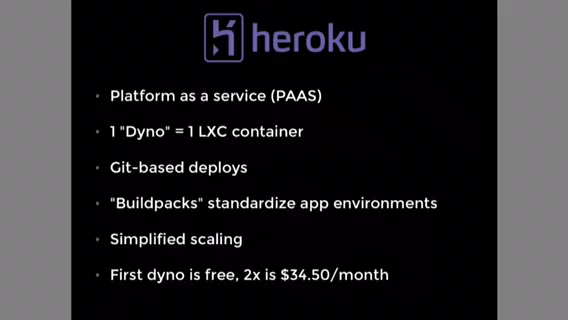 heroku
Platform as a service (PAAS)
1 "Dyno" = 1 LXC container
Git-based deploys
"Buildpacks" standardize app environments
Simplified scaling
First dyno is free, 2x is $34.50/month